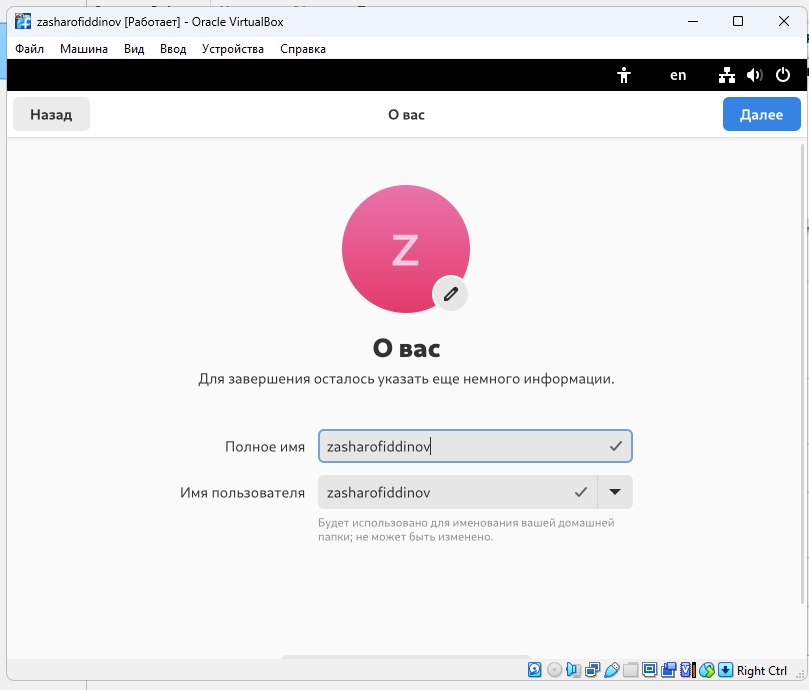 zasharofiddinov [Работает] - Oracle VirtualBox
Файл Машина Вид Ввод Устройства Справка
en
Назад О вас Далее
Z
О вас
Для завершения осталось указать еще немного информации.
Полное имя zasharofiddinov
Имя пользователя zasharofiddinov
Будет использовано для именования вашей домашней
папки; не может быть изменено.
Right Ctrl